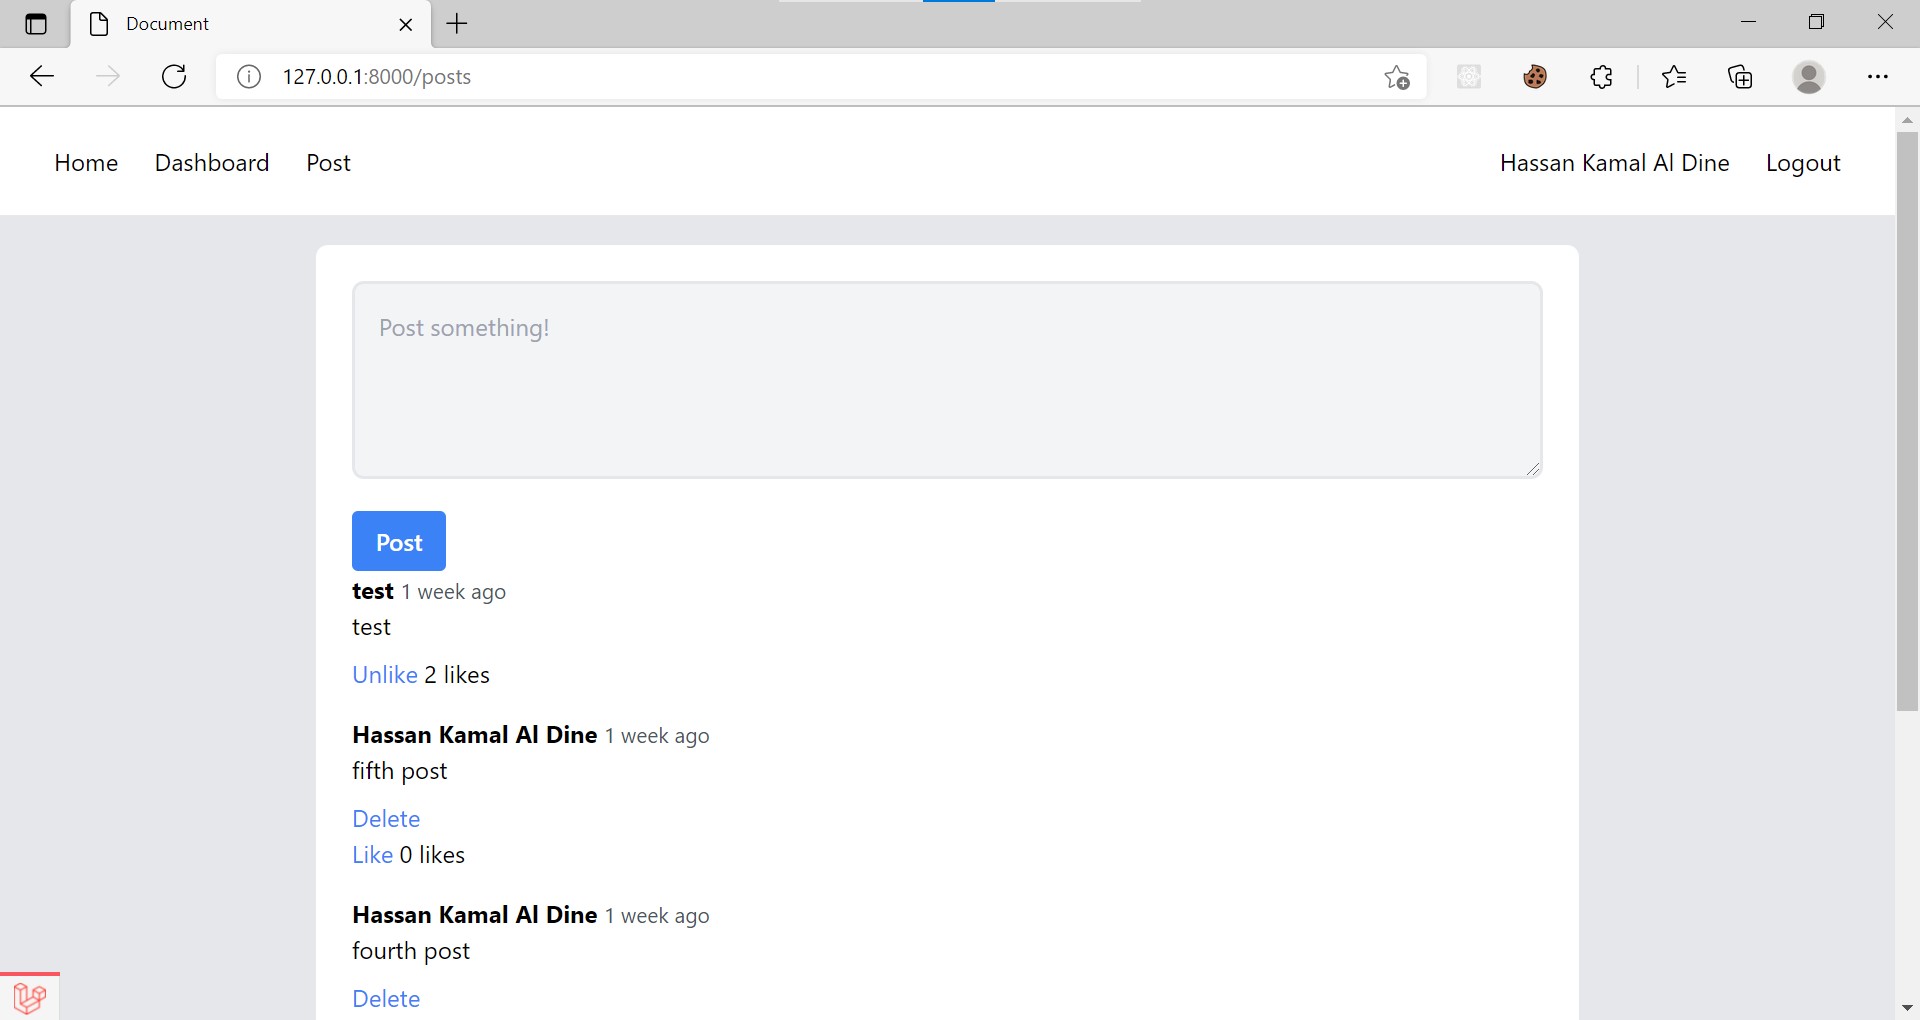 Document
127.0.0.1:8000/posts
Home Dashboard Post Hassan Kamal Al Dine Logout
Post something!
Post
test 1 week ago
test
Unlike 2 likes
Hassan Kamal Al Dine 1 week ago
fifth post
Delete
Like 0 likes
Hassan Kamal Al Dine 1 week ago
fourth post
Delete